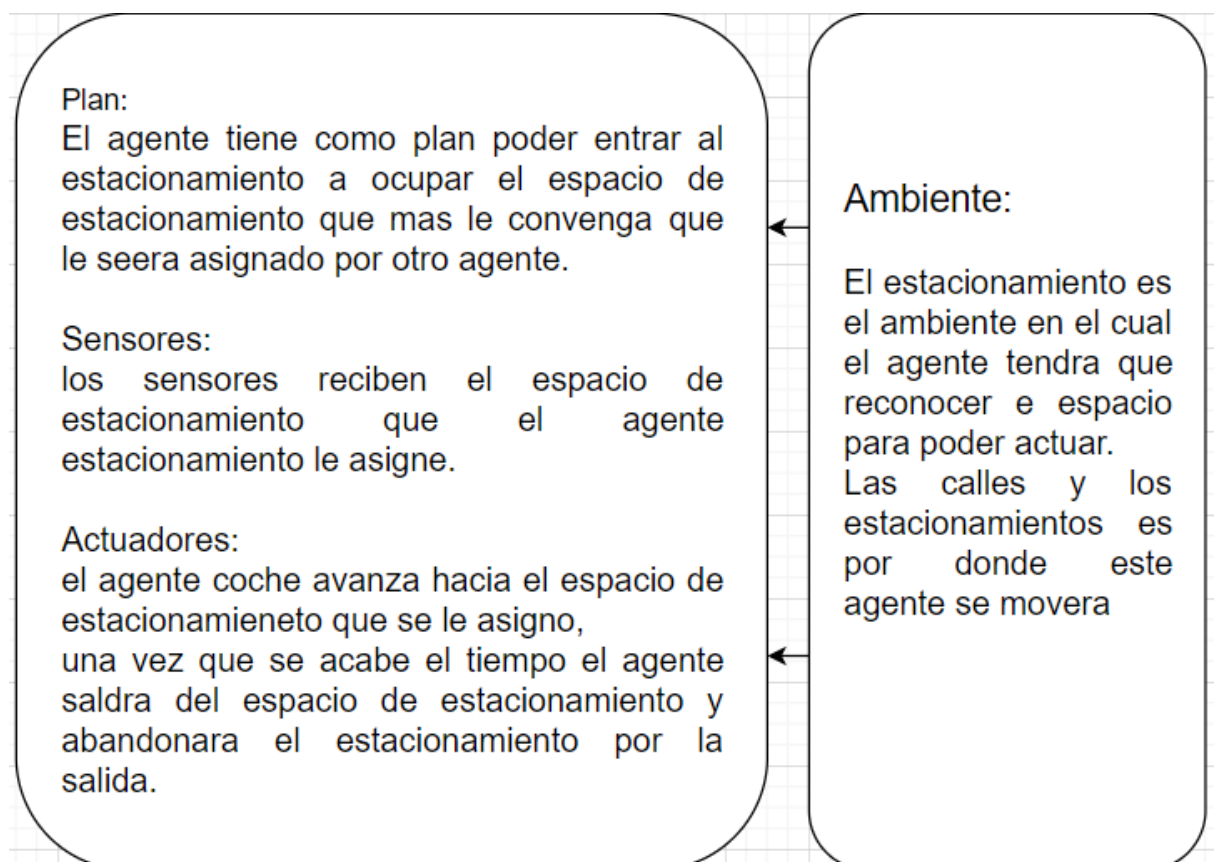 Plan:
El agente tiene como plan poder entrar al
estacionamiento a ocupar el espacio de
estacionamiento que mas le convenga que
le seera asignado por otro agente.
Sensores:
los sensores reciben el espacio de
estacionamiento que el agente
estacionamiento le asigne.
Actuadores:
el agente coche avanza hacia el espacio de
estacionamieneto que se le asigno,
una vez que se acabe el tiempo el agente
saldra del espacio de estacionamiento y
abandonara el estacionamiento por la
salida.
Ambiente:
El estacionamiento es
el ambiente en el cual
el agente tendra que
reconocer e espacio
para poder actuar.
Las calles y los
estacionamientos es
por donde este
agente se movera